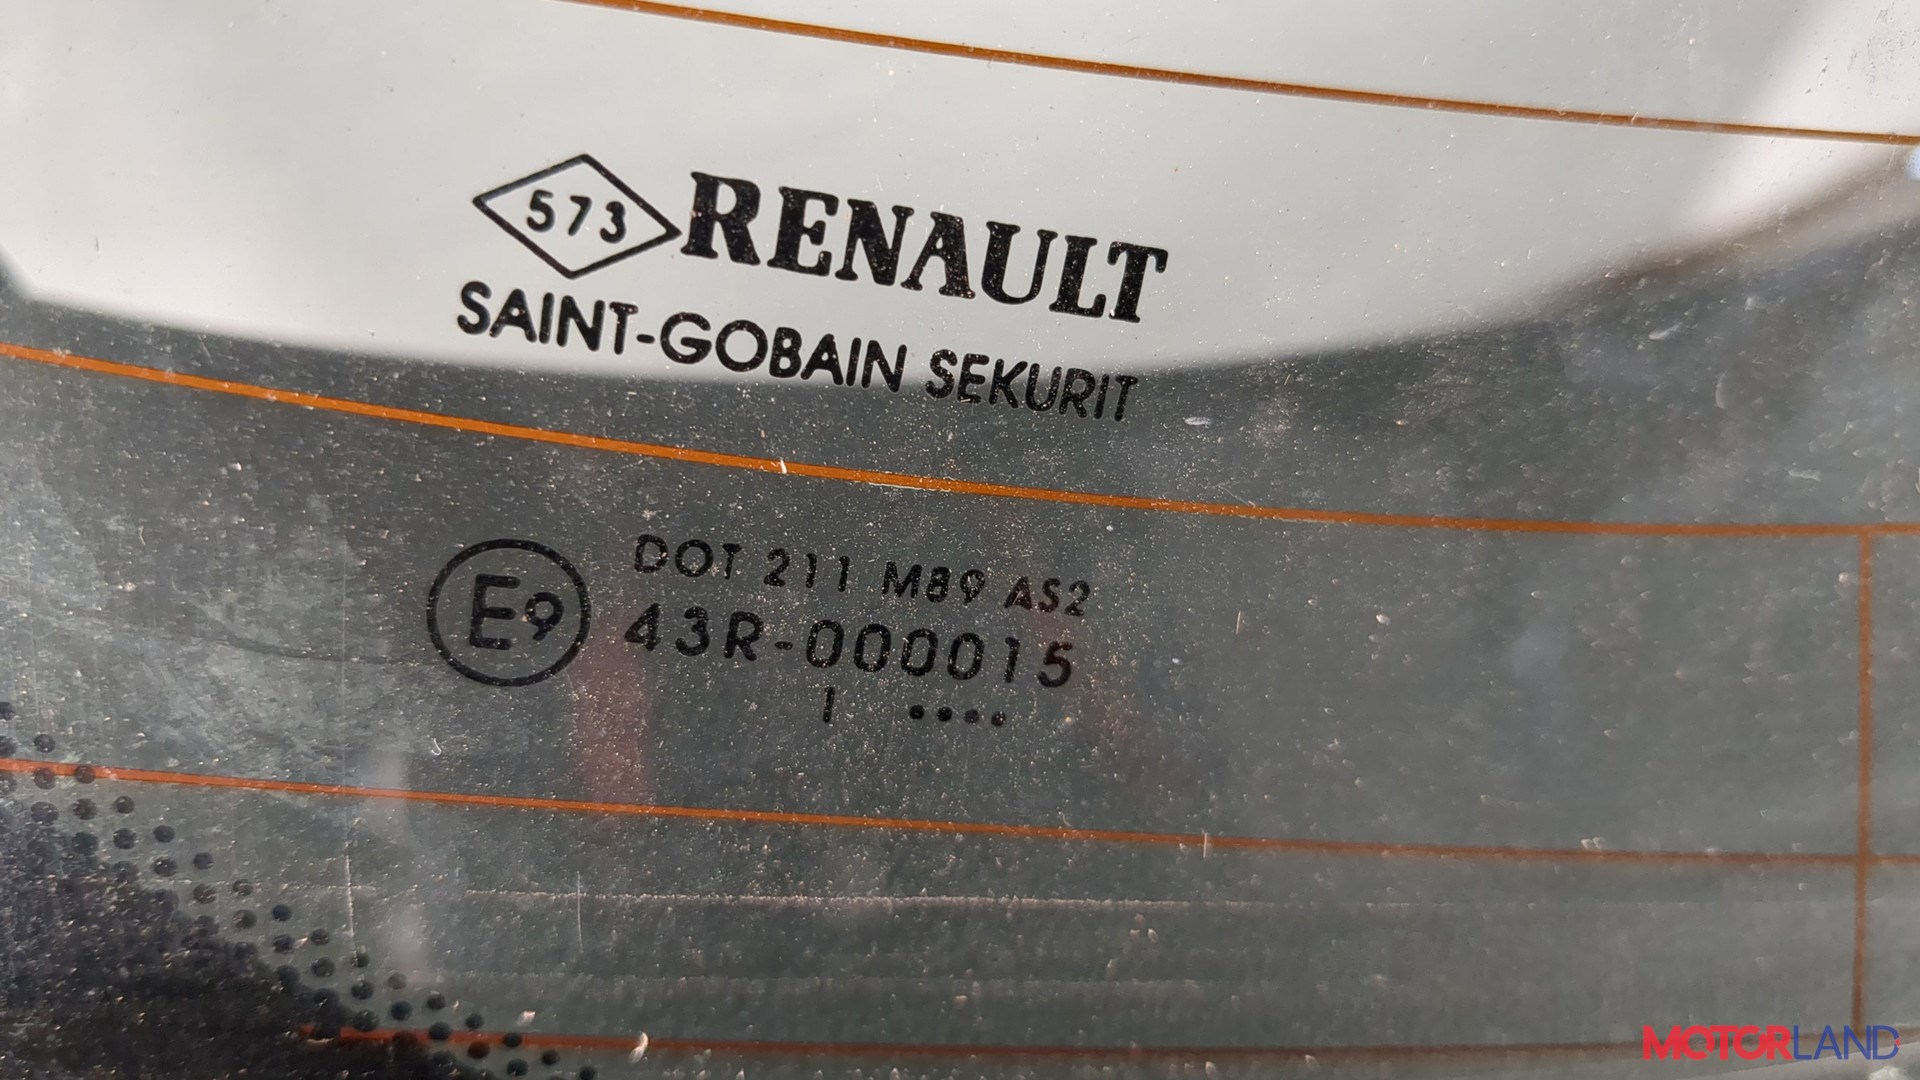 573 RENAULT
SAINT-GOBAIN SEKURIT
E9 DOT 211 M89 AS2
43R-000015
1 ••••
MOTORLAND